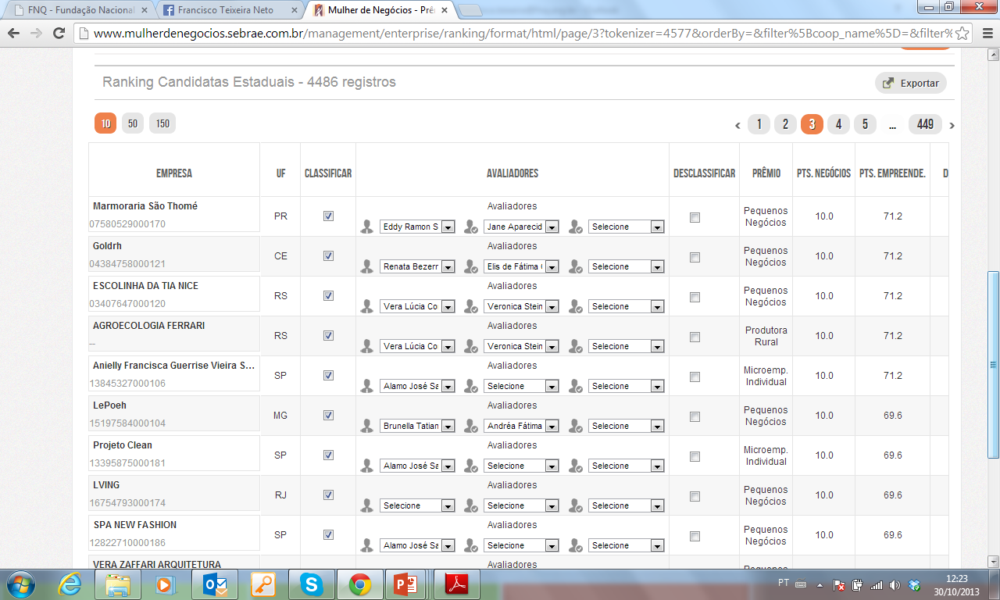 FNQ - Fundação Nacional
Francisco Teixeira Neto
Mulher de Negócios - Prê
www.mulherdenegocios.sebrae.com.br/management/enterprise/ranking/format/html/page/3?tokenizer=4577&orderBy=&filter%5Bcoop_name%5D=&filter%
Ranking Candidatas Estaduais - 4486 registros
Exportar
10 50 150
‹ 1 2 3 4 5 ... 449 ›
EMPRESA UF CLASSIFICAR AVALIADORES DESCLASSIFICAR PRÊMIO PTS. NEGÓCIOS PTS. EMPREENDE. D
Marmoraria São Thomé
07580529000170
PR
Avaliadores
Eddy Ramon S Jane Aparecid Selecione
Pequenos
Negócios
10.0 71.2
Goldrh
04384758000121
CE
Avaliadores
Renata Bezerr Elis de Fátima Selecione
Pequenos
Negócios
10.0 71.2
ESCOLINHA DA TIA NICE
03407647000120
RS
Avaliadores
Vera Lúcia Co Veronica Stein Selecione
Pequenos
Negócios
10.0 71.2
AGROECOLOGIA FERRARI
--
RS
Avaliadores
Vera Lúcia Co Veronica Stein Selecione
Produtora
Rural
10.0 71.2
Anielly Francisca Guerrise Vieira S...
13845327000106
SP
Avaliadores
Alamo José Sa Selecione Selecione
Microemp.
Individual
10.0 71.2
LePoeh
15197584000104
MG
Avaliadores
Brunella Tatian Andréa Fátima Selecione
Pequenos
Negócios
10.0 69.6
Projeto Clean
13395875000181
SP
Avaliadores
Alamo José Sa Selecione Selecione
Microemp.
Individual
10.0 69.6
LVING
16754793000174
RJ
Avaliadores
Selecione Selecione Selecione
Pequenos
Negócios
10.0 69.6
SPA NEW FASHION
12822710000186
SP
Avaliadores
Alamo José Sa Selecione Selecione
Pequenos
Negócios
10.0 69.6
VERA ZAFFARI ARQUITETURA
Avaliadores
Pequenos
PT
12:23
30/10/2013